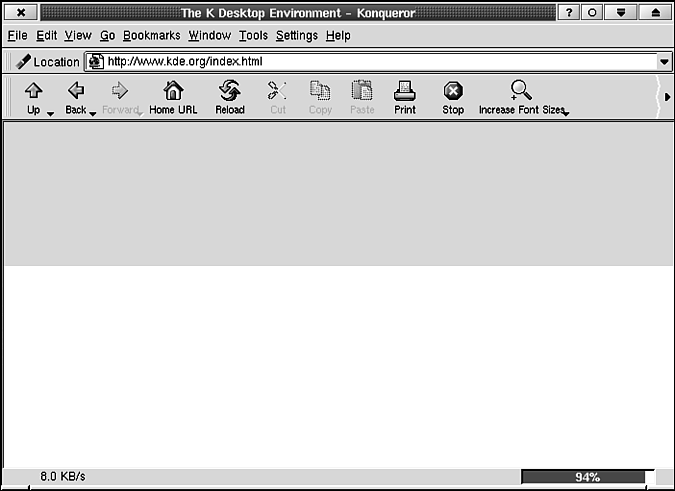 The K Desktop Environment - Konqueror ?
File Edit View Go Bookmarks Window Tools Settings Help
Location http://www.kde.org/index.html
Up Back Forward Home URL Reload Cut Copy Paste Print Stop Increase Font Sizes
8.0 KB/s 94%